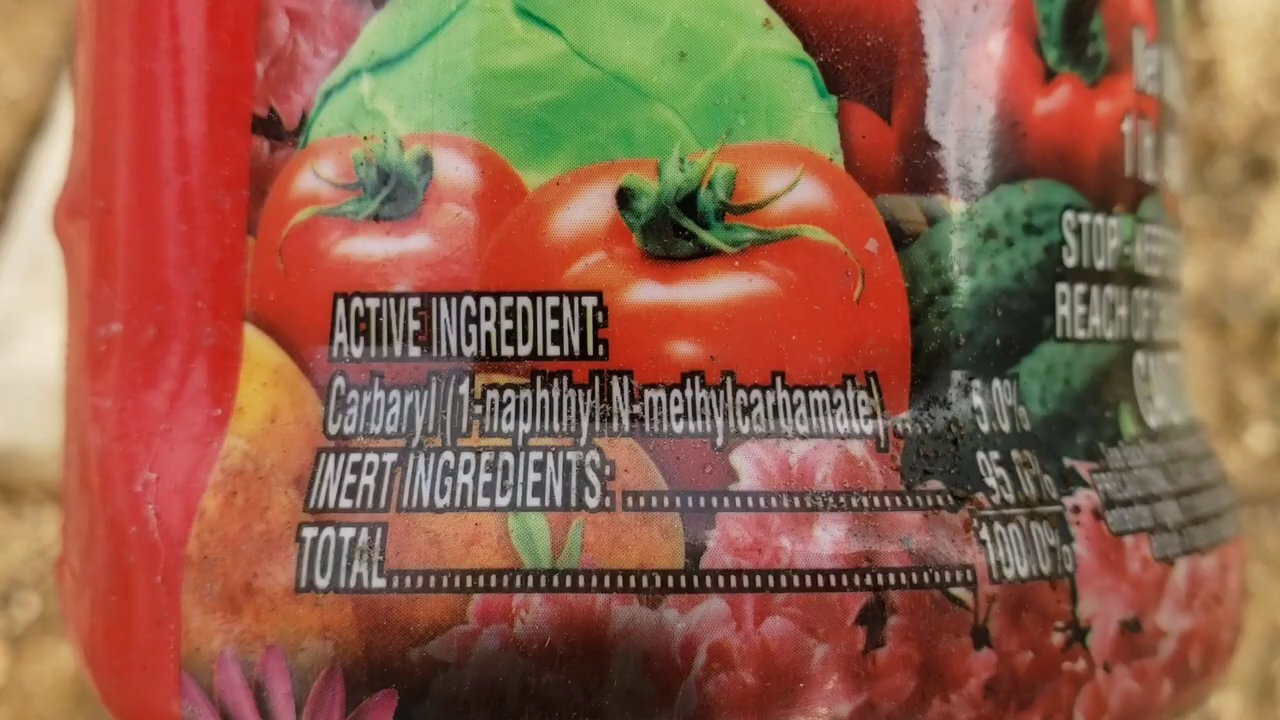 ACTIVE INGREDIENT:
Carbaryl (1-naphthyl N-methylcarbamate) ..... 5.0%
INERT INGREDIENTS: ........................................ 95.0%
TOTAL ........................................................ 100.0%
STOP -
REACH OF